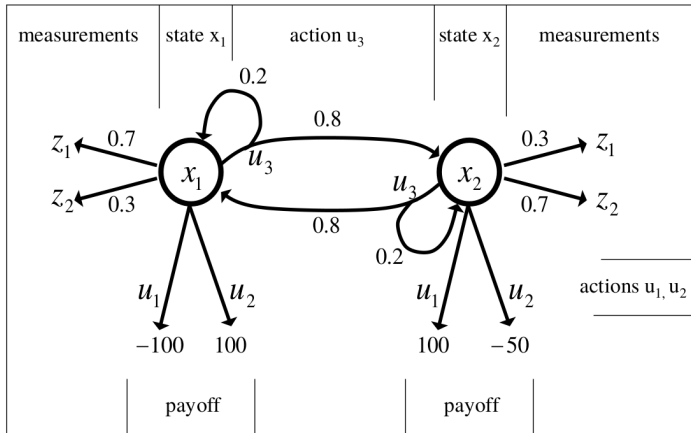 measurements
state x1
action u3
state x2
measurements
0.2
0.8
z1
0.7
u3
x1
z2
0.3
u3
x2
0.3
z1
0.7
z2
0.8
0.2
u1
u2
u1
u2
actions u1, u2
−100
100
100
−50
payoff
payoff